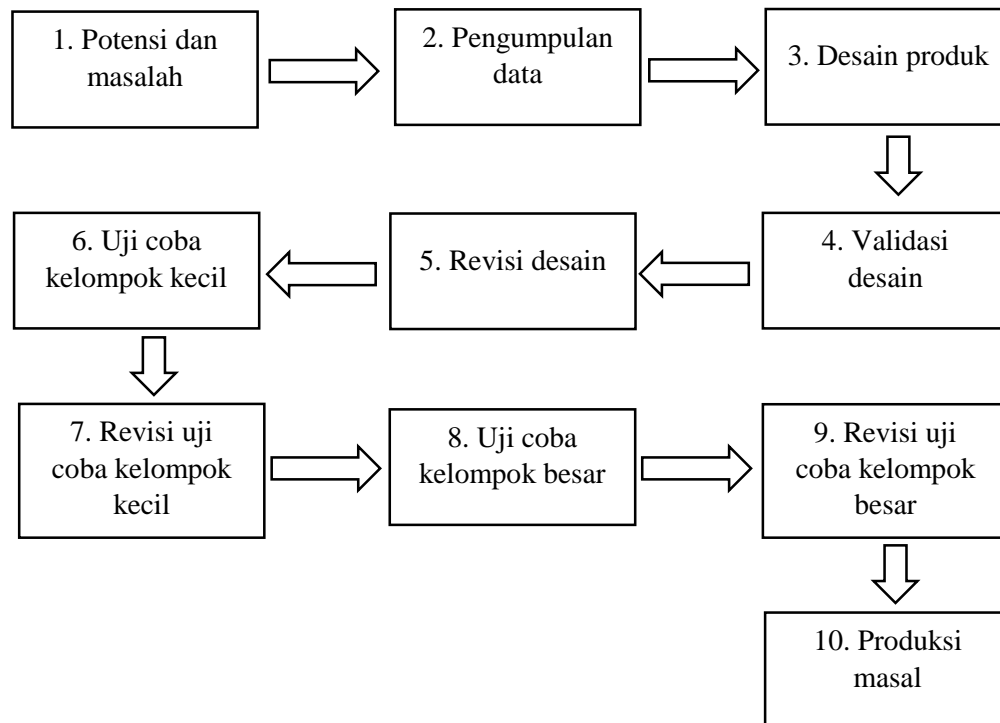 1. Potensi dan
masalah
2. Pengumpulan
data
3. Desain produk
4. Validasi
desain
5. Revisi desain
6. Uji coba
kelompok kecil
7. Revisi uji
coba kelompok
kecil
8. Uji coba
kelompok besar
9. Revisi uji
coba kelompok
besar
10. Produksi
masal